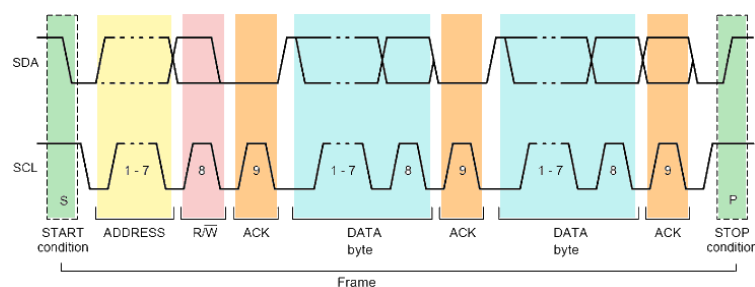 SDA
SCL
1 - 7
8
9
1 - 7
8
9
1 - 7
8
9
S
P
START
condition
ADDRESS
R/W̅
ACK
DATA
byte
ACK
DATA
byte
ACK
STOP
condition
Frame